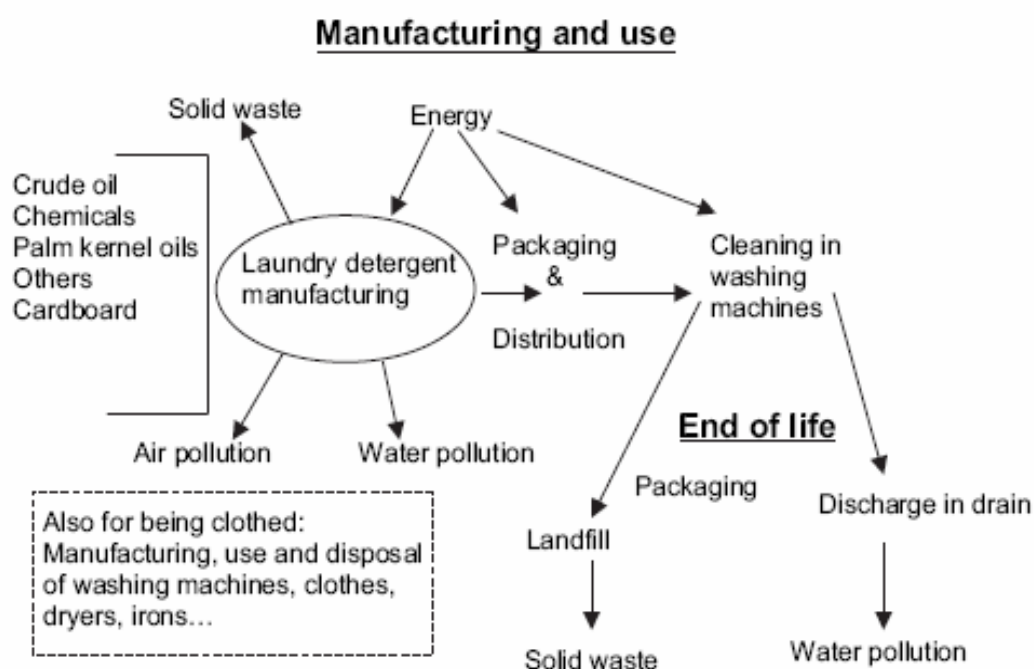 Manufacturing and use
Solid waste
Energy
Crude oil
Chemicals
Palm kernel oils
Others
Cardboard
Laundry detergent
manufacturing
Packaging
&
Distribution
Cleaning in
washing
machines
Air pollution
Water pollution
End of life
Packaging
Discharge in drain
Landfill
Also for being clothed:
Manufacturing, use and disposal
of washing machines, clothes,
dryers, irons…
Solid waste
Water pollution